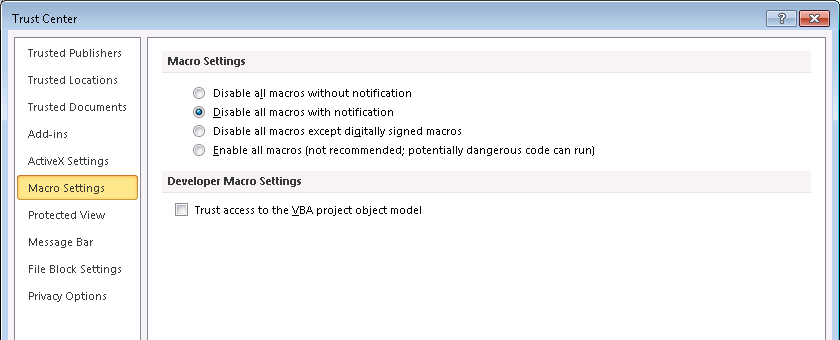 Trust Center
Trusted Publishers
Trusted Locations
Trusted Documents
Add-ins
ActiveX Settings
Macro Settings
Protected View
Message Bar
File Block Settings
Privacy Options
Macro Settings
Disable all macros without notification
Disable all macros with notification
Disable all macros except digitally signed macros
Enable all macros (not recommended; potentially dangerous code can run)
Developer Macro Settings
Trust access to the VBA project object model